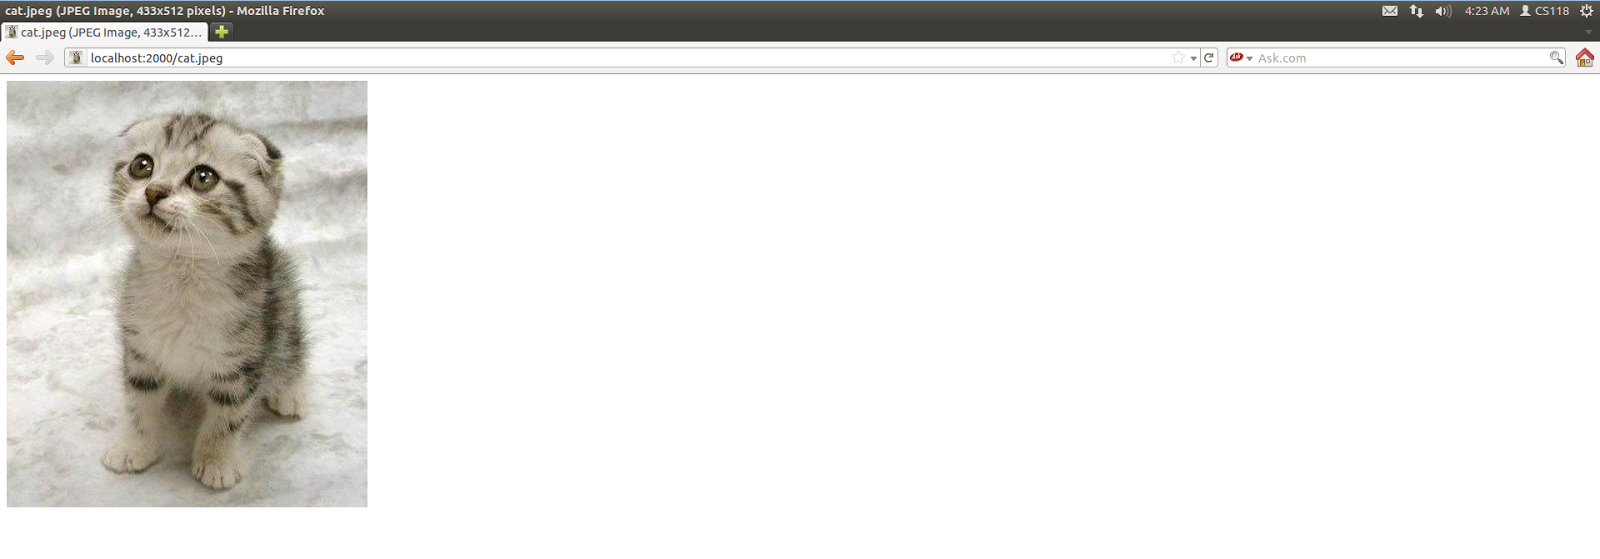 cat.jpeg (JPEG Image, 433x512 pixels) - Mozilla Firefox
4:23 AM CS118
cat.jpeg (JPEG Image, 433x512...
localhost:2000/cat.jpeg
Ask.com